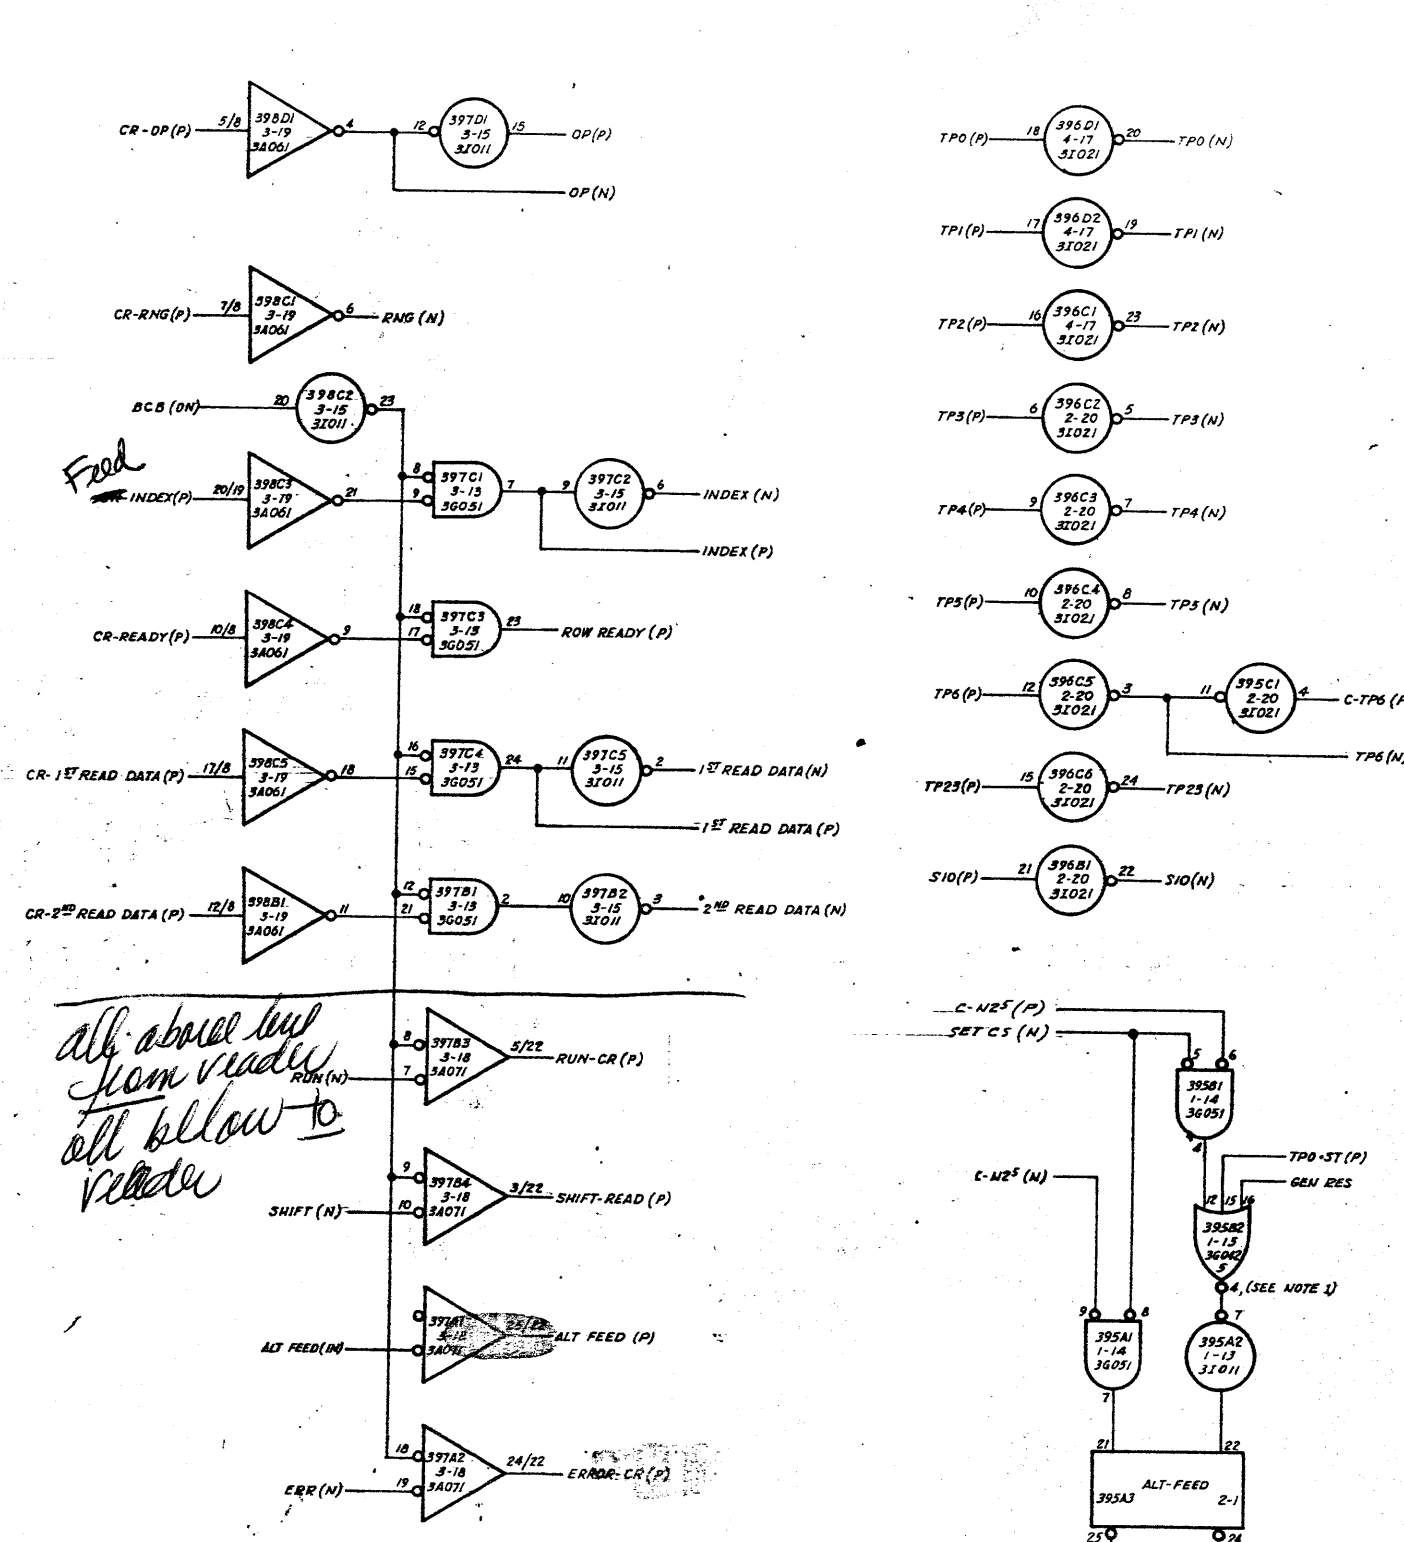 CR-OP(P) 5/8 398D1 3-19 3A061 4 12 397D1 3-15 3I011 15 OP(P)
OP(N)
CR-RNG(P) 7/8 398C1 3-19 3A061 6 RNG(N)
BCB(ON) 20 398C2 3-15 3I011 23
Feed
INDEX(P) 20/19 398C3 3-19 3A061 21 8 9 397C1 3-13 3G051 7 9 397C2 3-15 3I011 6 INDEX(N)
INDEX(P)
CR-READY(P) 10/8 398C4 3-19 3A061 9 18 17 397C3 3-13 3G051 23 ROW READY(P)
CR-1ST READ DATA(P) 17/8 398C5 3-19 3A061 18 16 15 397C4 3-13 3G051 24 11 397C5 3-15 3I011 2 1ST READ DATA(N)
1ST READ DATA(P)
CR-2ND READ DATA(P) 12/8 398B1 3-19 3A061 11 12 21 397B1 3-13 3G051 2 10 397B2 3-15 3I011 3 2ND READ DATA(N)
all above line
from reader
all bellow to
reader
RUN(N) 8 7 397B3 3-18 3A071 5/22 RUN-CR(P)
SHIFT(N) 9 10 397B4 3-18 3A071 3/22 SHIFT-READ(P)
ALT FEED(N) 397A1 3-18 3A071 ALT FEED (P)
ERR(N) 18 19 397A2 3-18 3A071 24/22 ERROR-CR(P)
TP0(P) 18 396D1 4-17 3I021 20 TP0(N)
TP1(P) 17 396D2 4-17 3I021 19 TP1(N)
TP2(P) 16 396C1 4-17 3I021 23 TP2(N)
TP3(P) 6 396C2 2-20 3I021 5 TP3(N)
TP4(P) 9 396C3 2-20 3I021 7 TP4(N)
TP5(P) 10 396C4 2-20 3I021 8 TP5(N)
TP6(P) 12 396C5 2-20 3I021 3 11 395C1 2-20 3I021 4 C-TP6(P
TP6(N)
TP23(P) 15 396C6 2-20 3I021 24 TP23(N)
S10(P) 21 396B1 2-20 3I021 22 S10(N)
C-N2⁵(P)
SET C5(N)
5 6
395B1
1-14
3G051
4
TP0·ST(P)
GEN RES
C-N2⁵(N)
12 15 16
395B2
1-15
3G062
5
4,(SEE NOTE 1)
9 8 7
395A1 395A2
1-14 1-13
3G051 3I011
7
21 22
ALT-FEED
395A3 2-1
25 24